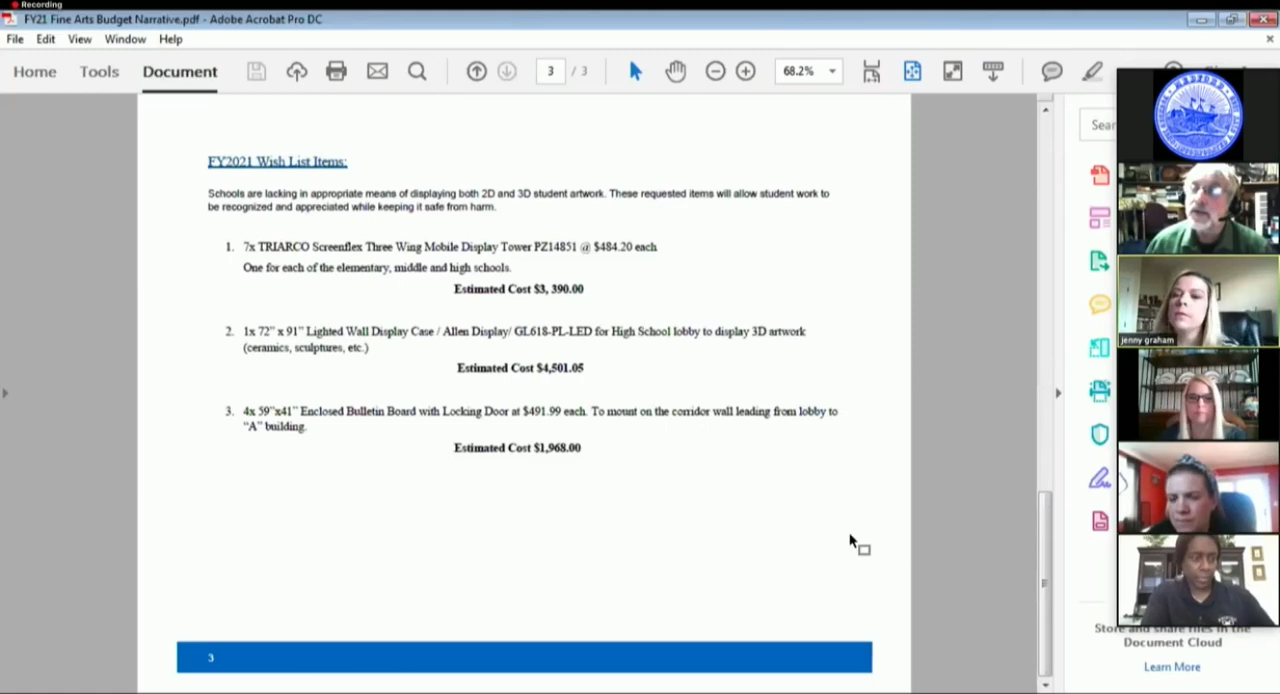 Recording
FY21 Fine Arts Budget Narrative.pdf - Adobe Acrobat Pro DC
File Edit View Window Help
Home Tools Document 3 / 3 68.2%
Sear
FY2021 Wish List Items:
Schools are lacking in appropriate means of displaying both 2D and 3D student artwork. These requested items will allow student work to
be recognized and appreciated while keeping it safe from harm.
1. 7x TRIARCO Screenflex Three Wing Mobile Display Tower PZ14851 @ $484.20 each
One for each of the elementary, middle and high schools.
Estimated Cost $3, 390.00
2. 1x 72" x 91" Lighted Wall Display Case / Allen Display/ GL618-PL-LED for High School lobby to display 3D artwork
(ceramics, sculptures, etc.)
Estimated Cost $4,501.05
3. 4x 59"x41" Enclosed Bulletin Board with Locking Door at $491.99 each. To mount on the corridor wall leading from lobby to
"A" building.
Estimated Cost $1,968.00
3
jenny graham
Store and share files in the
Document Cloud
Learn More